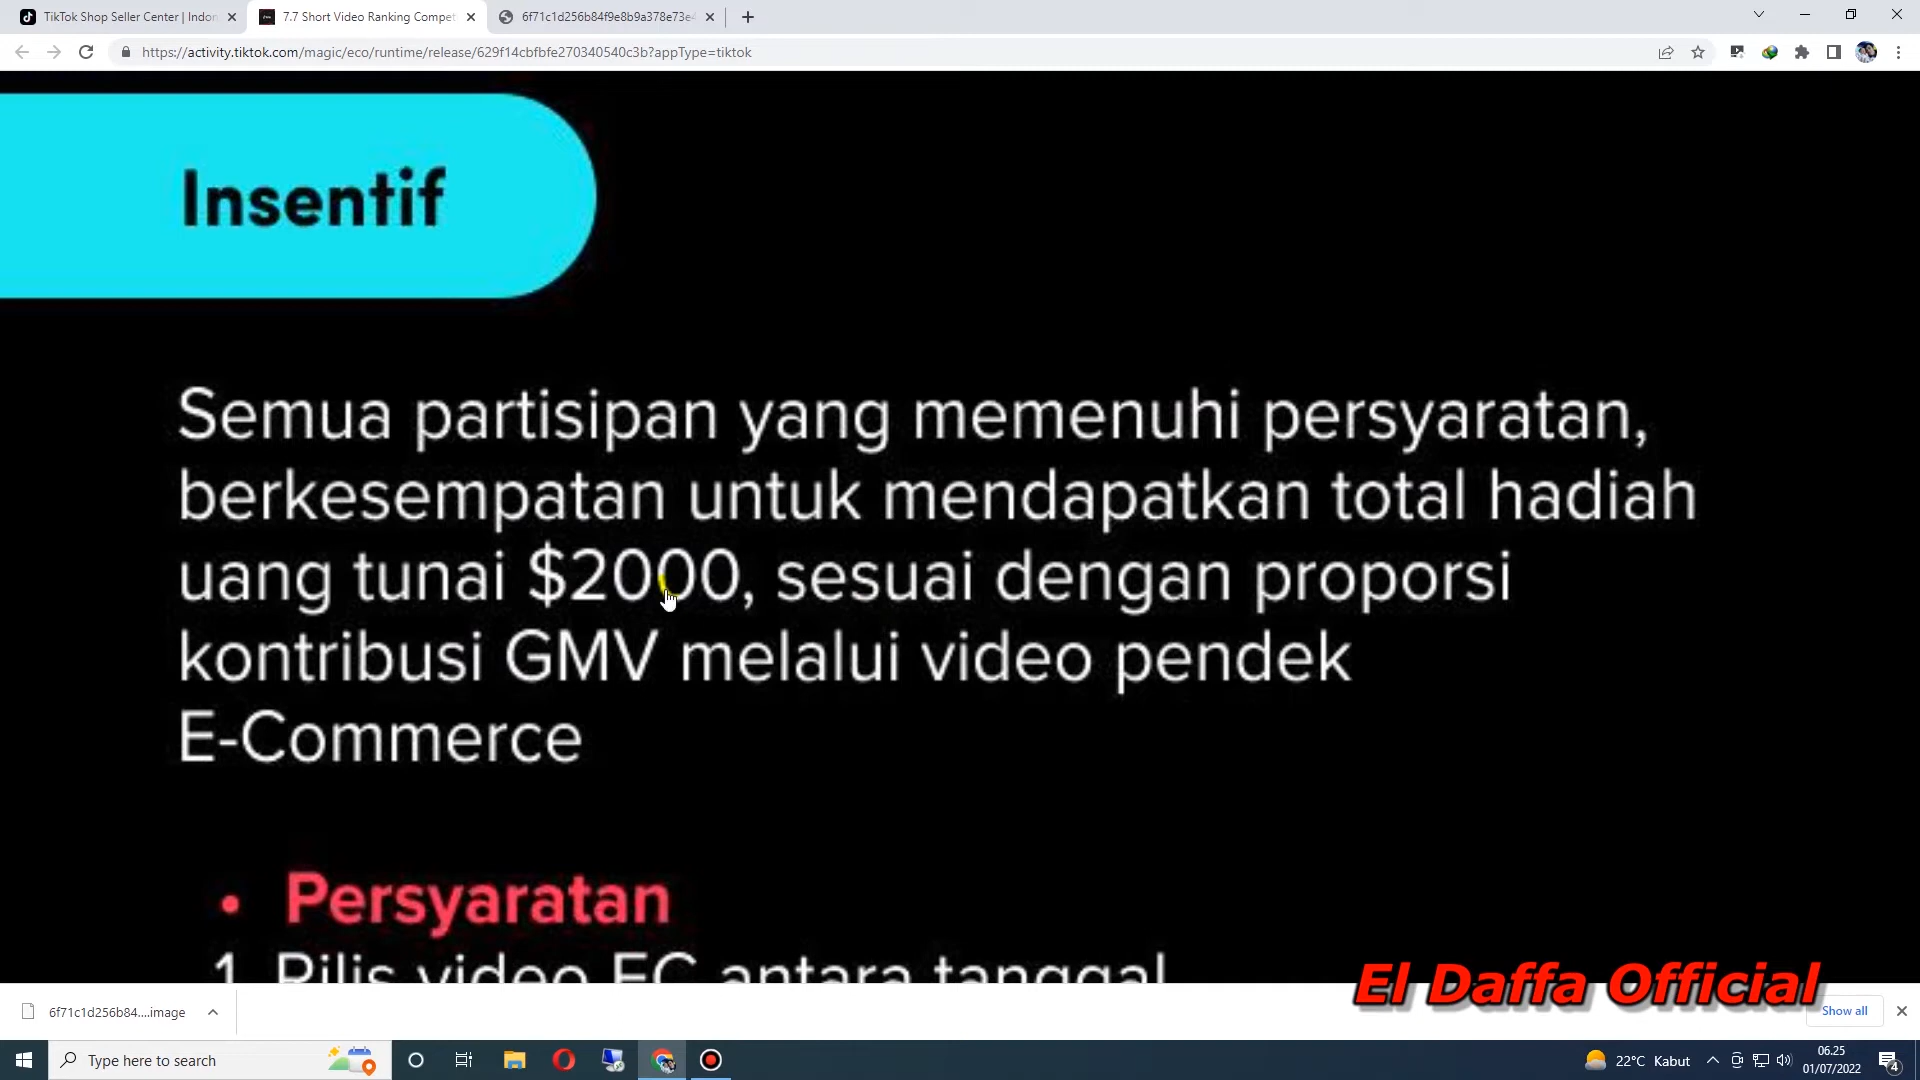 TikTok Shop Seller Center | Indon
7.7 Short Video Ranking Compet
6f71c1d256b84f9e8b9a378e73e4
https://activity.tiktok.com/magic/eco/runtime/release/629f14cbfbfe270340540c3b?appType=tiktok
Insentif
Semua partisipan yang memenuhi persyaratan,
berkesempatan untuk mendapatkan total hadiah
uang tunai $2000, sesuai dengan proporsi
kontribusi GMV melalui video pendek
E-Commerce
• Persyaratan
1. Rilis video EC antara tanggal
El Daffa Official
6f71c1d256b84....image
Show all
Type here to search
22°C Kabut
06.25
01/07/2022
4